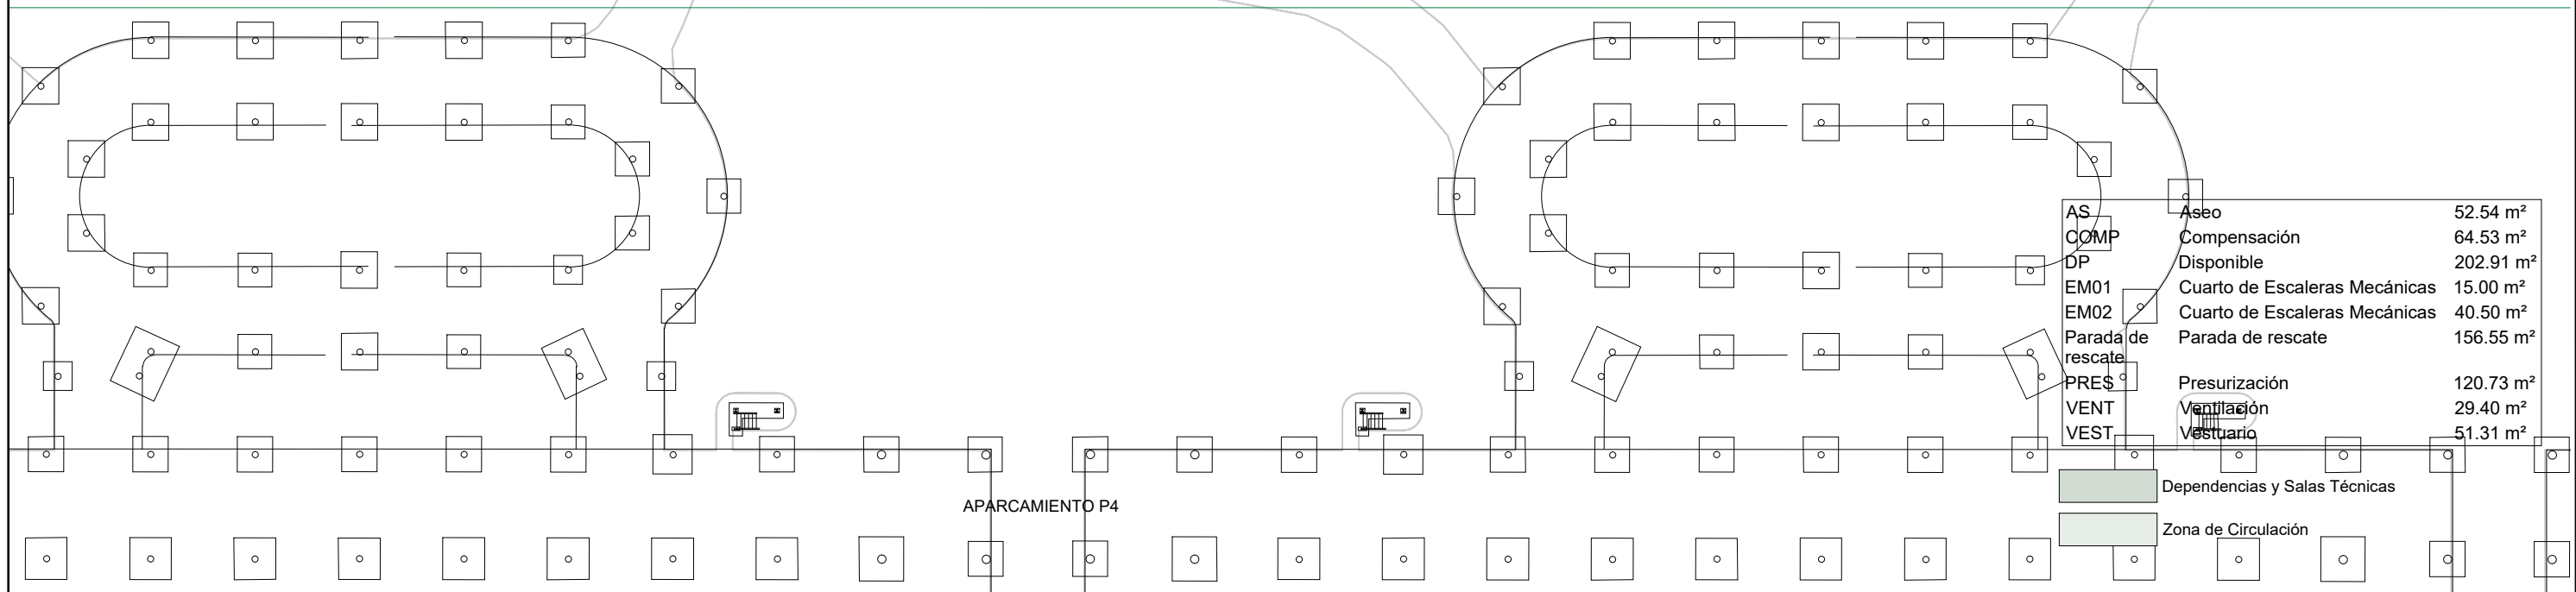 AS Aseo 52.54 m²
COMP Compensación 64.53 m²
DP Disponible 202.91 m²
EM01 Cuarto de Escaleras Mecánicas 15.00 m²
EM02 Cuarto de Escaleras Mecánicas 40.50 m²
Parada de Parada de rescate 156.55 m²
rescate
PRES Presurización 120.73 m²
VENT Ventilación 29.40 m²
VEST Vestuario 51.31 m²
Dependencias y Salas Técnicas
APARCAMIENTO P4
Zona de Circulación